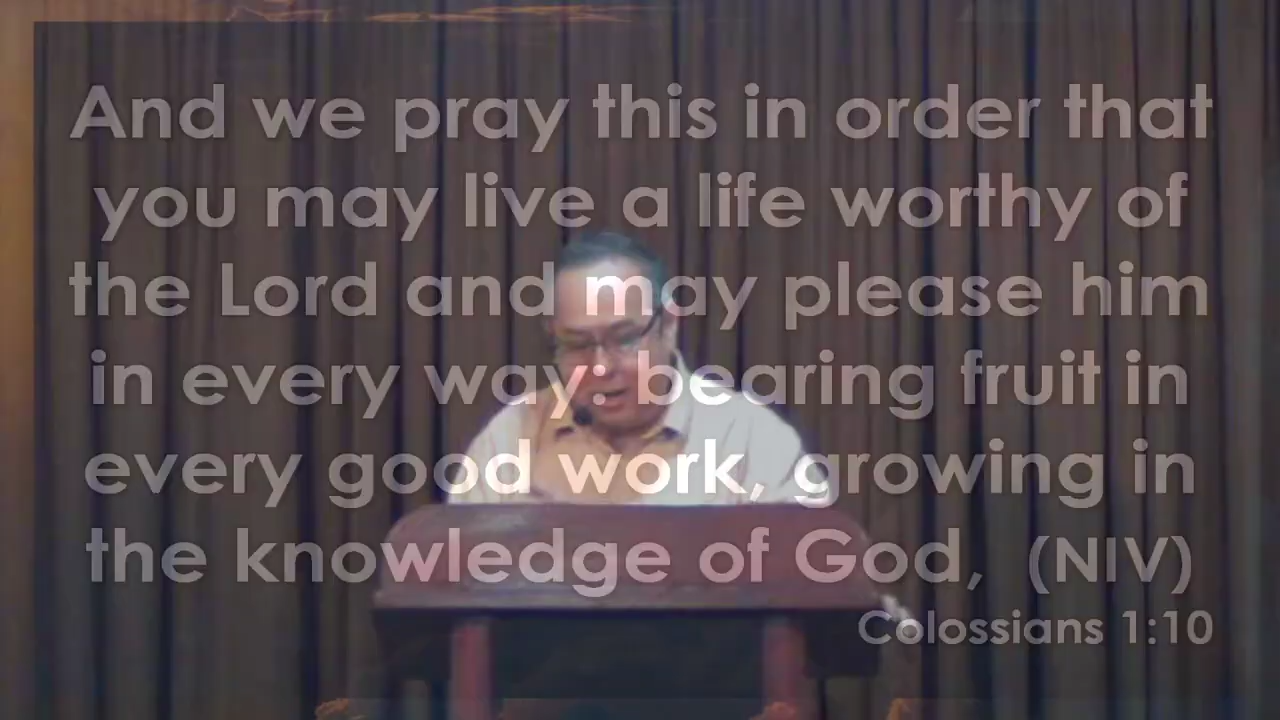 And we pray this in order that
you may live a life worthy of
the Lord and may please him
in every way: bearing fruit in
every good work, growing in
the knowledge of God, (NIV)
Colossians 1:10